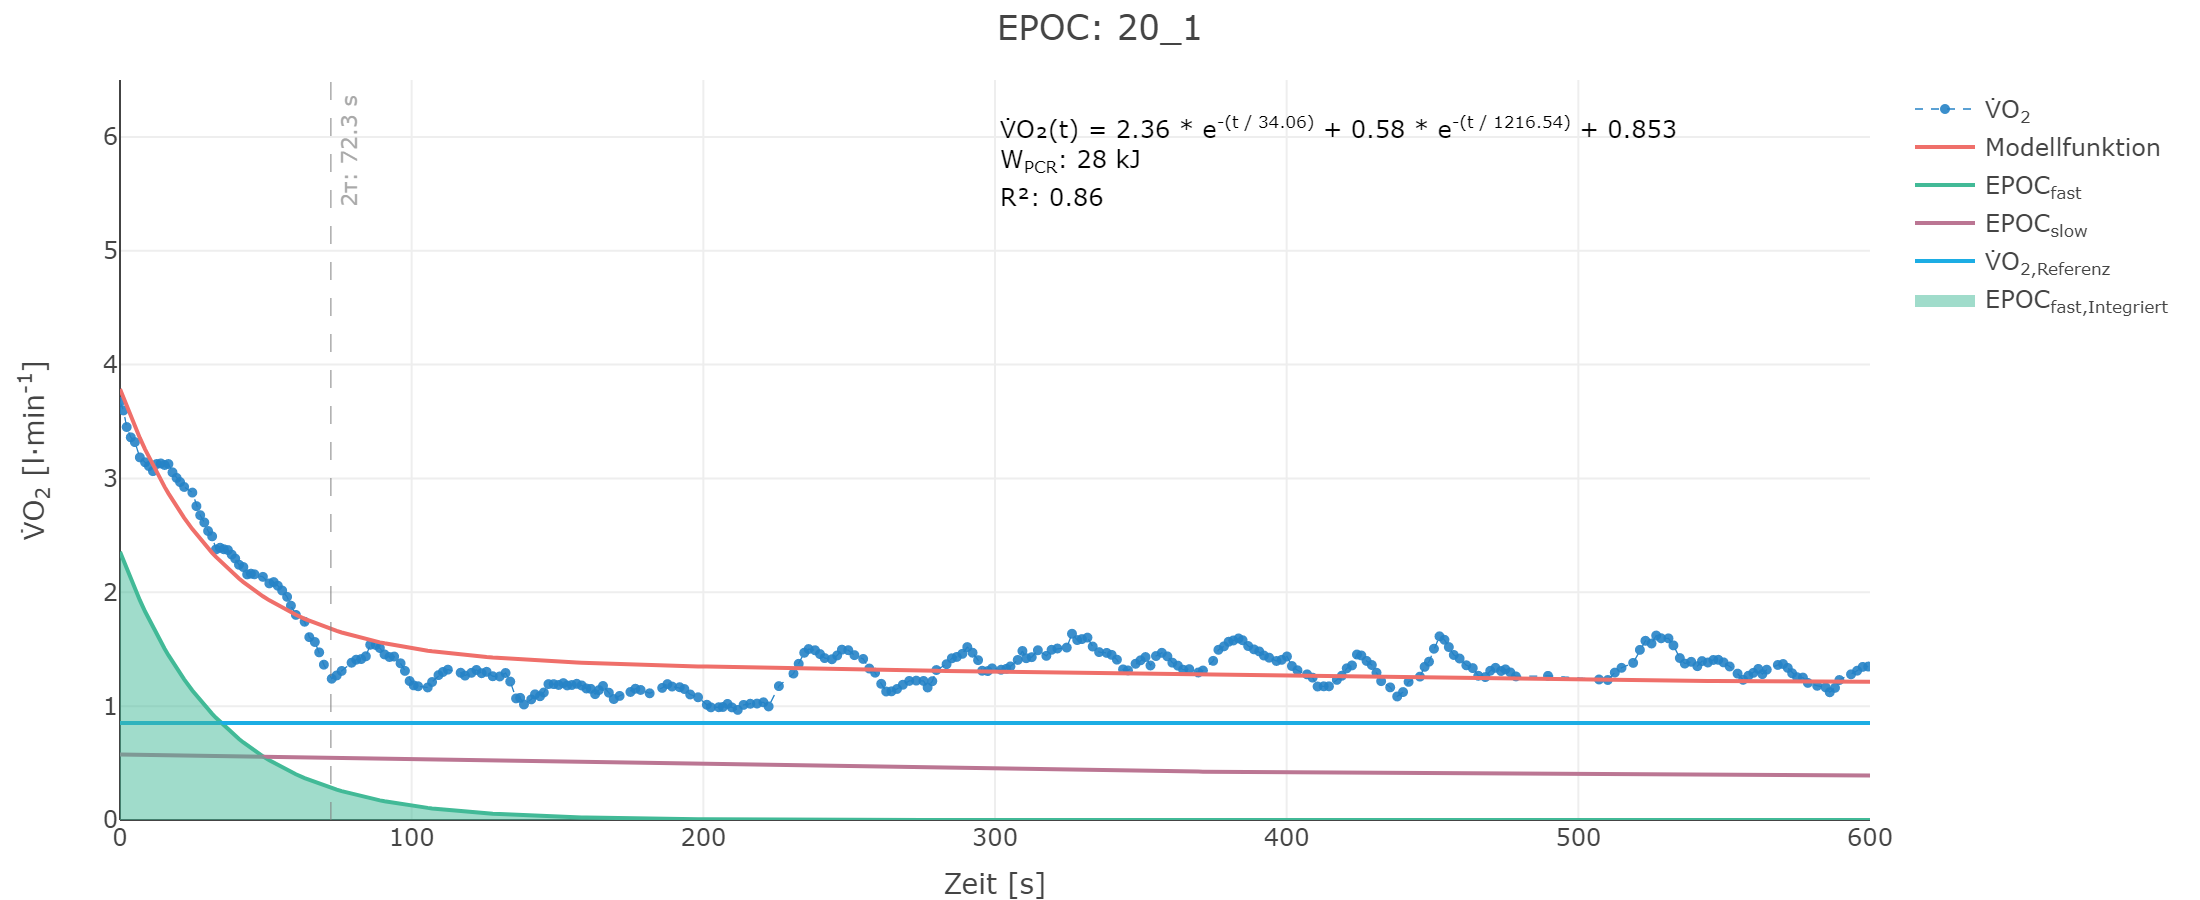 EPOC: 20_1
2τ: 72.3 s
V̇O₂(t) = 2.36 * e^-(t / 34.06) + 0.58 * e^-(t / 1216.54) + 0.853
W_PCR: 28 kJ
R²: 0.86
V̇O₂
Modellfunktion
EPOC_fast
EPOC_slow
V̇O₂,Referenz
EPOC_fast,Integriert
V̇O₂ [l·min⁻¹]
6
5
4
3
2
1
0
0 100 200 300 400 500 600
Zeit [s]